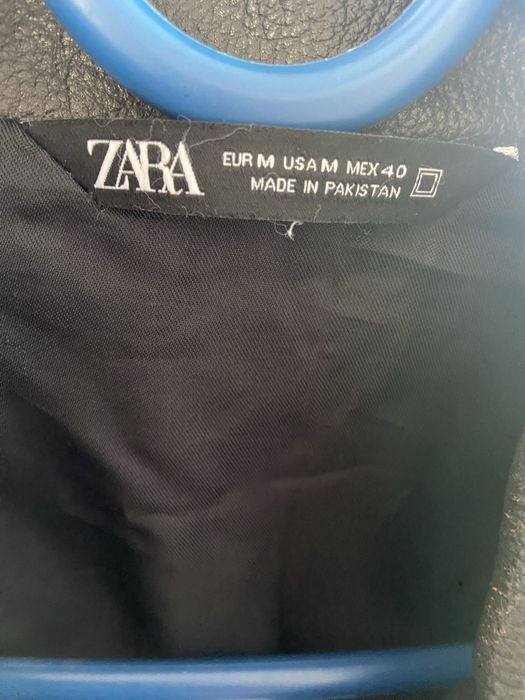 ZARA
EUR M USA M MEX 40
MADE IN PAKISTAN